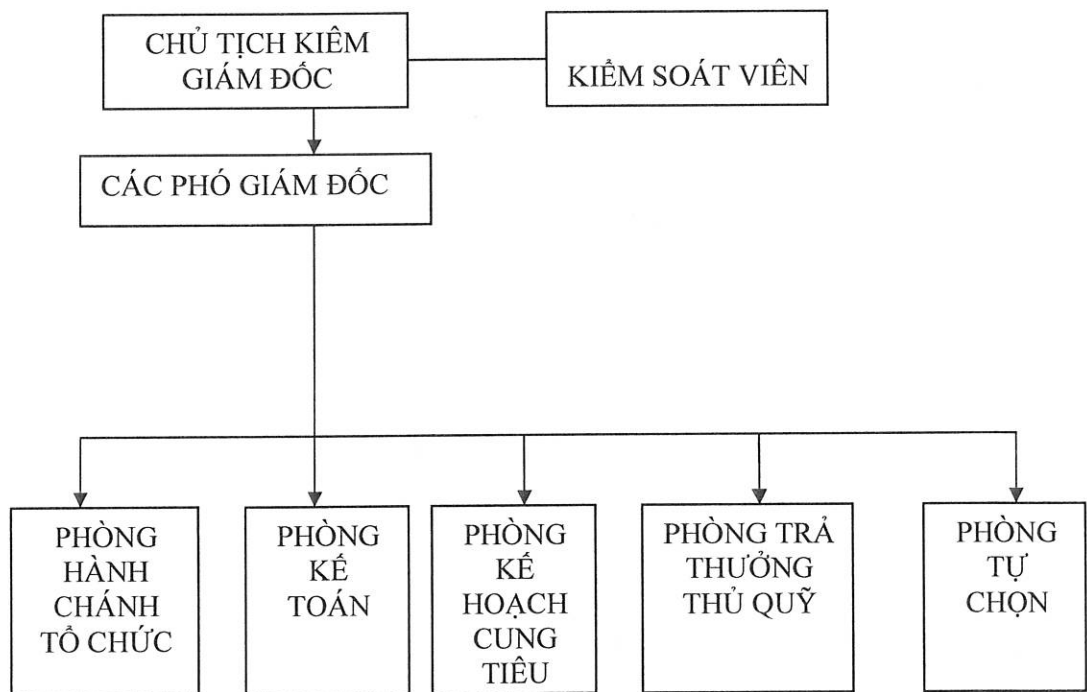 CHỦ TỊCH KIÊM
GIÁM ĐỐC
KIỂM SOÁT VIÊN
CÁC PHÓ GIÁM ĐỐC
PHÒNG
HÀNH
CHÁNH
TỔ CHỨC
PHÒNG
KẾ
TOÁN
PHÒNG
KẾ
HOẠCH
CUNG
TIÊU
PHÒNG TRẢ
THƯỞNG
THỦ QUỸ
PHÒNG
TỰ
CHỌN